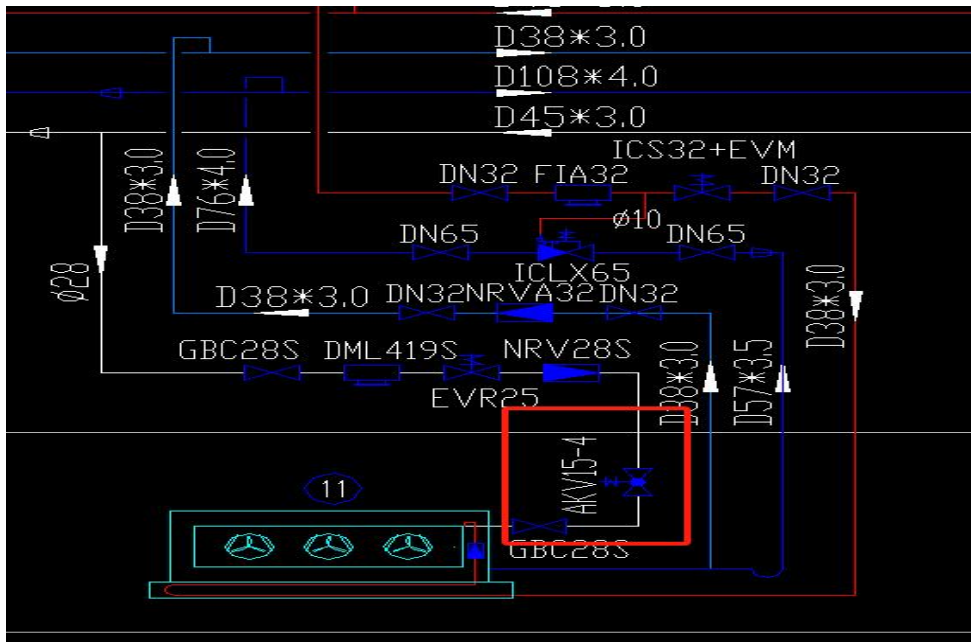 D38*3.0
D108*4.0
D45*3.0
ICS32+EVM
DN32 FIA32 DN32
D38*3.0
D76*4.0
ø10
DN65 DN65
ICLX65
ø28
D38*3.0
D38*3.0 DN32 NRVA32 DN32
GBC28S DML419S NRV28S
D38*3.0
D57*3.5
EVR25
AKV15-4
11
GBC28S